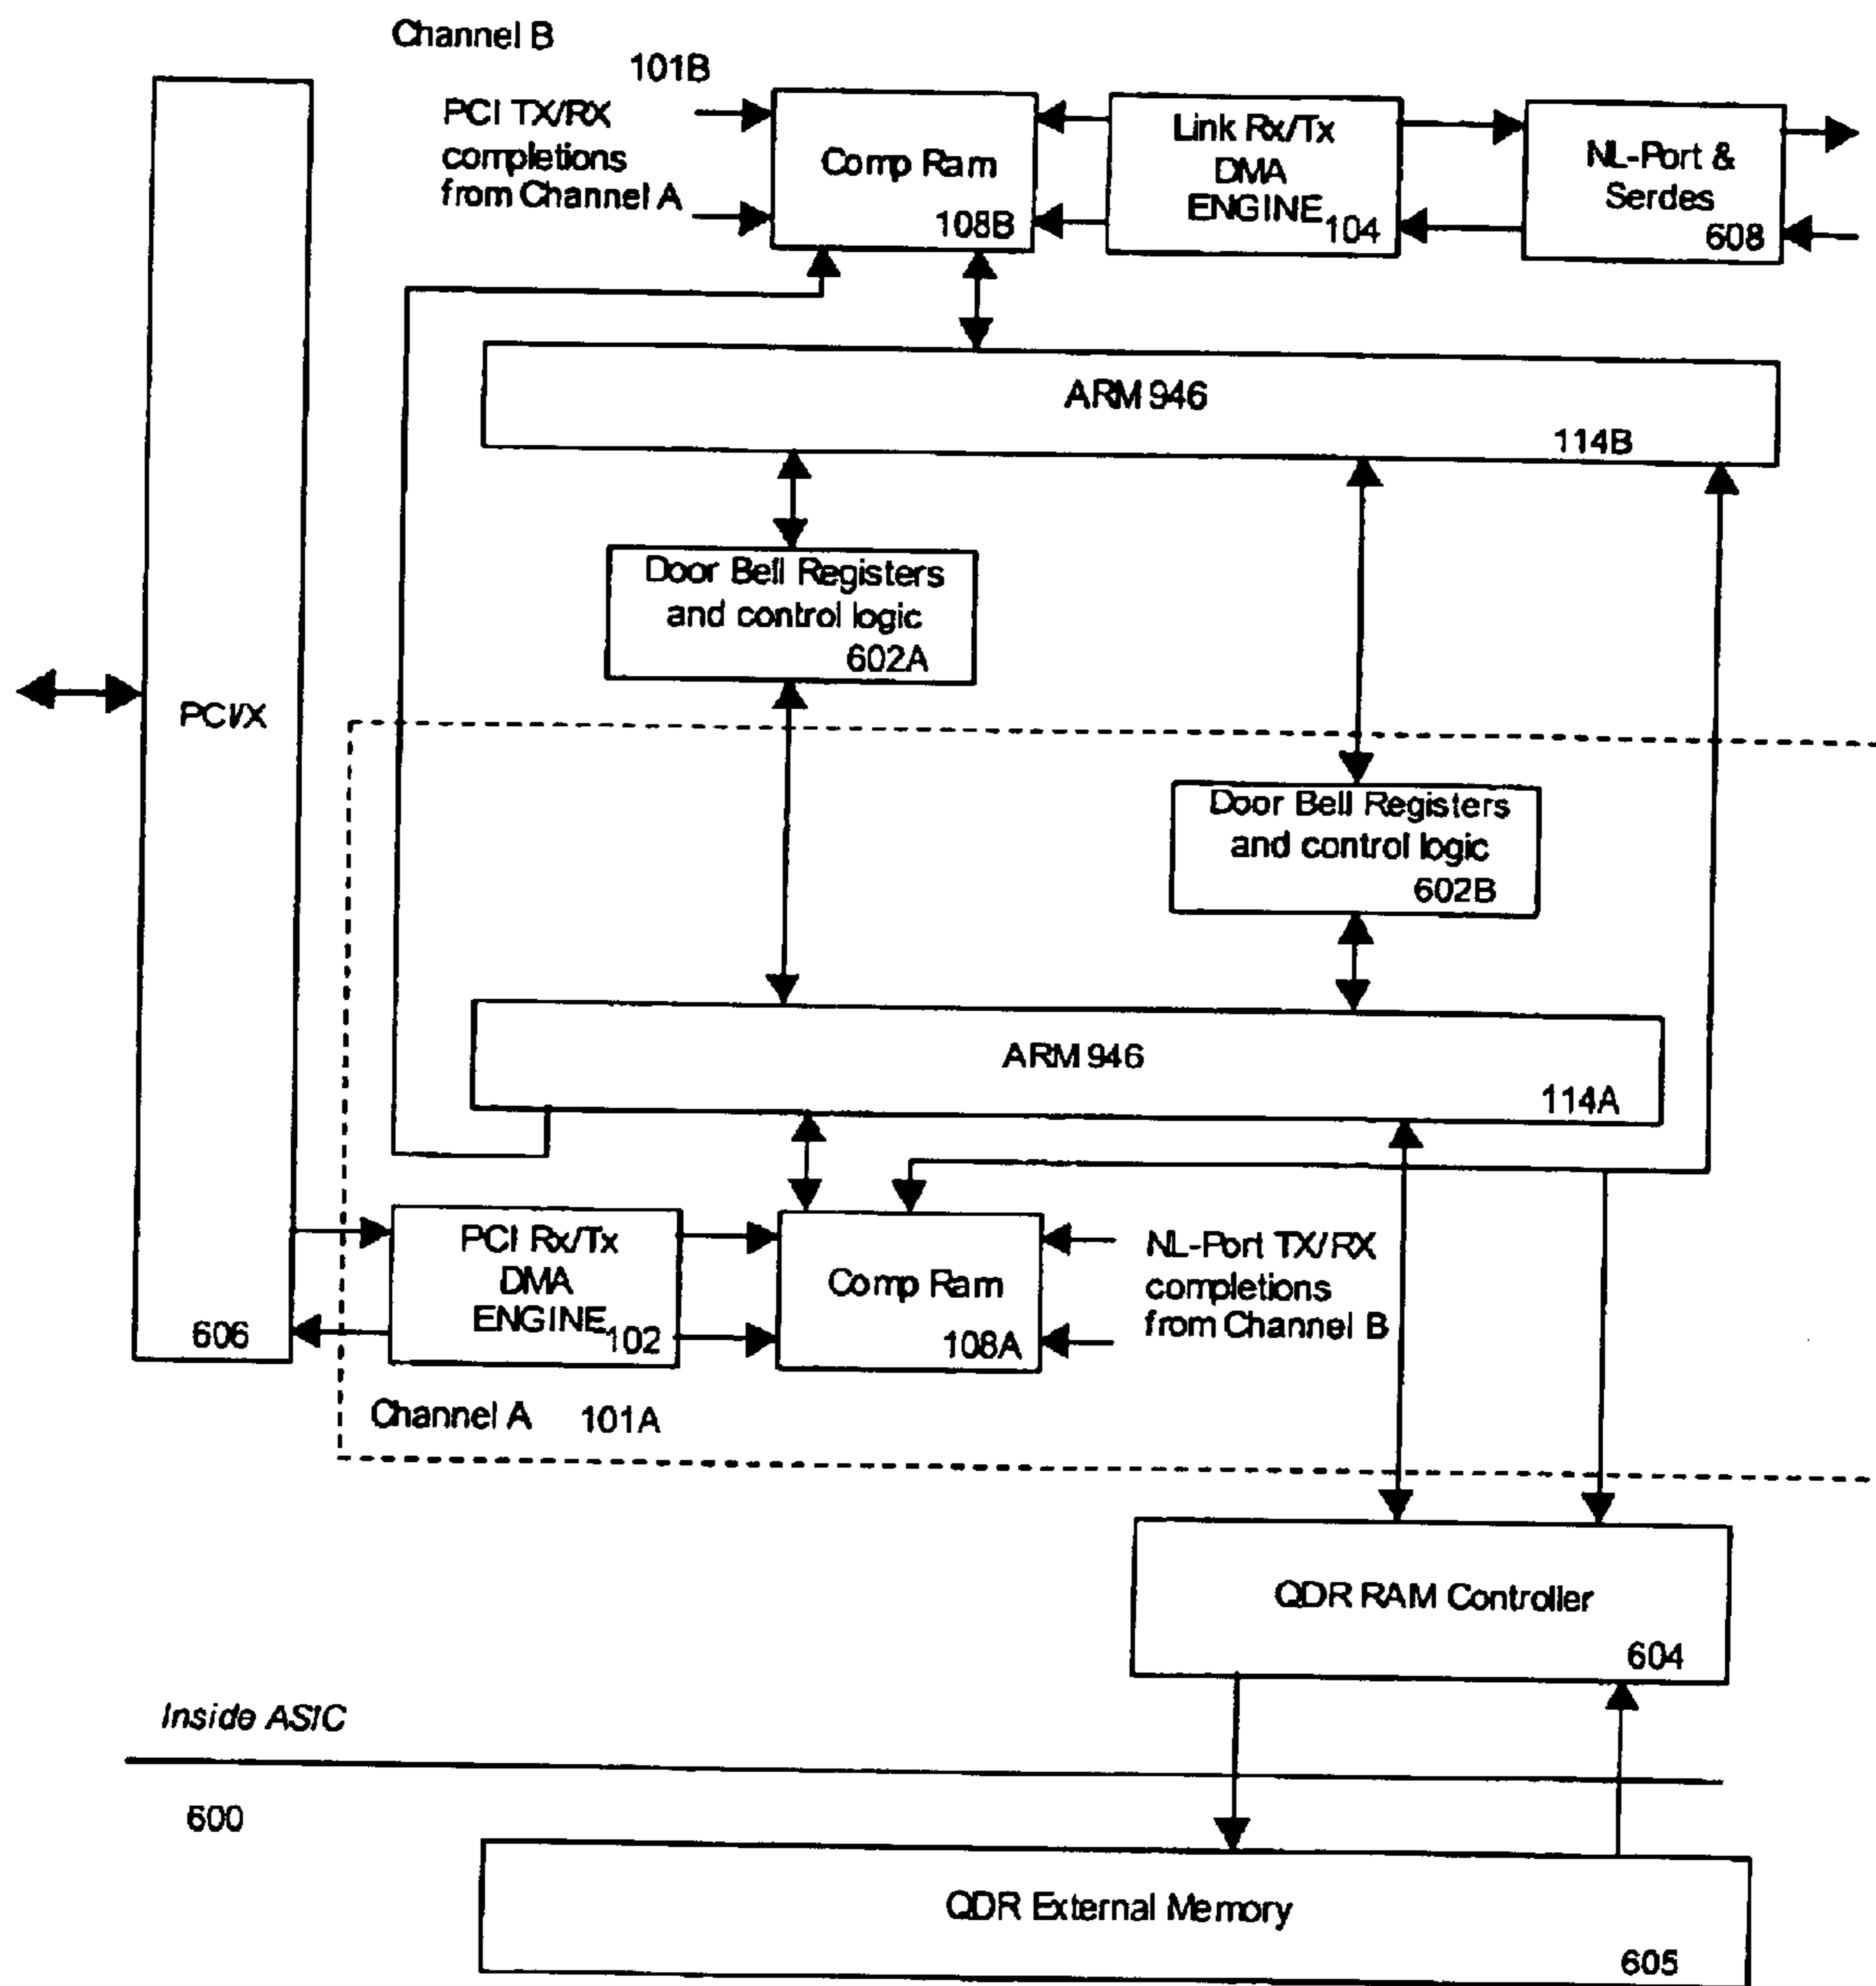 Channel B
101B
PCI TX/RX
completions
from Channel A
Comp Ram
108B
Link Rx/Tx
DMA
ENGINE
104
NL-Port &
Serdes
608
ARM 946
114B
Door Bell Registers
and control logic
602A
PCI/X
606
Door Bell Registers
and control logic
602B
ARM 946
114A
PCI Rx/Tx
DMA
ENGINE
102
Comp Ram
108A
NL-Port TX/RX
completions
from Channel B
Channel A 101A
QDR RAM Controller
604
Inside ASIC
600
QDR External Memory
605